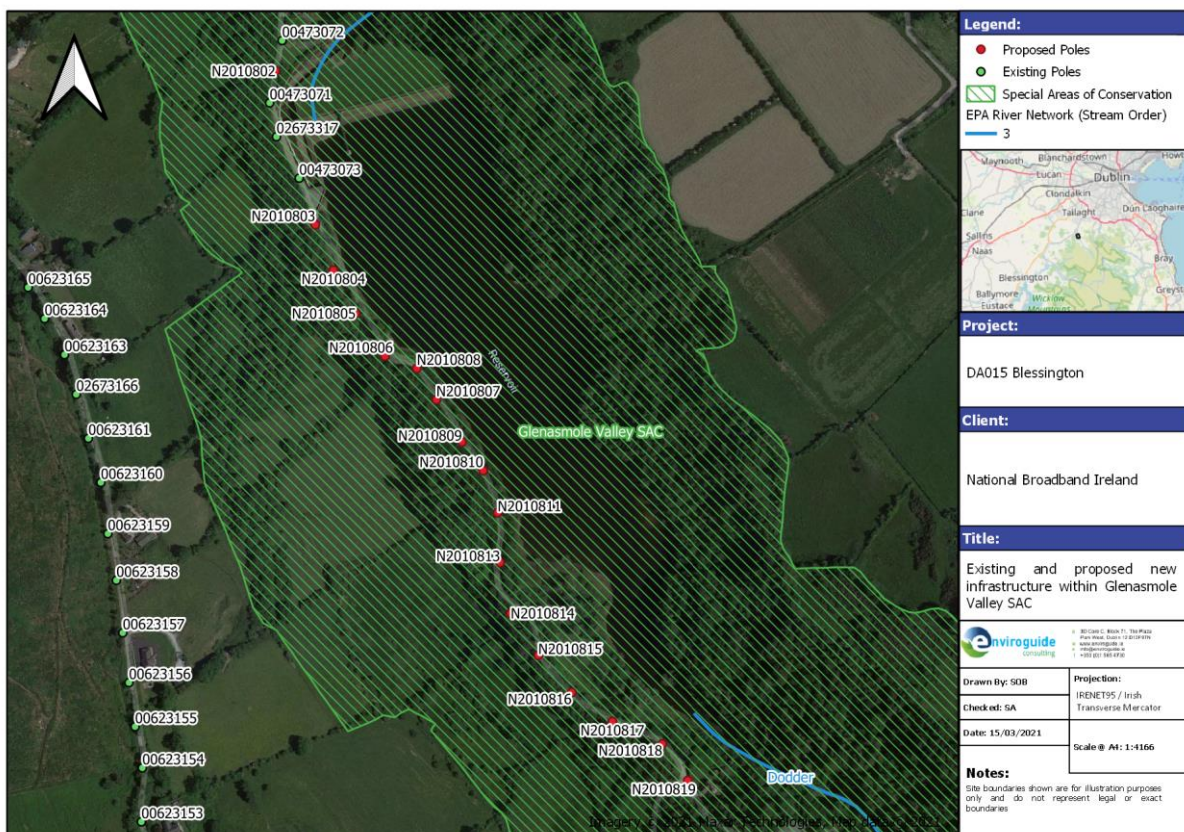 00473072
N2010802
00473071
02673317
00473073
N2010803
N2010804
N2010805
N2010806
N2010808
N2010807
N2010809
N2010810
N2010811
N2010813
N2010814
N2010815
N2010816
N2010817
N2010818
N2010819
Reservoir
Glenasmole Valley SAC
Dodder
00623165
00623164
00623163
02673166
00623161
00623160
00623159
00623158
00623157
00623156
00623155
00623154
00623153
Legend:
Proposed Poles
Existing Poles
Special Areas of Conservation
EPA River Network (Stream Order)
3
Maynooth
Blanchardstown
Howt
Lucan
Dublin
Clondalkin
Clane
Tallaght
Dún Laoghaire
Sallins
Naas
Bray
Blessington
Greyst
Ballymore
Eustace
Wicklow
Mountains
Project:
DA015 Blessington
Client:
National Broadband Ireland
Title:
Existing and proposed new
infrastructure within Glenasmole
Valley SAC
enviroguide
consulting
Drawn By: SOB
Checked: SA
Date: 15/03/2021
Projection:
IRENET95 / Irish
Transverse Mercator
Scale @ A4: 1:4166
Notes:
Site boundaries shown are for illustration purposes
only and do not represent legal or exact
boundaries